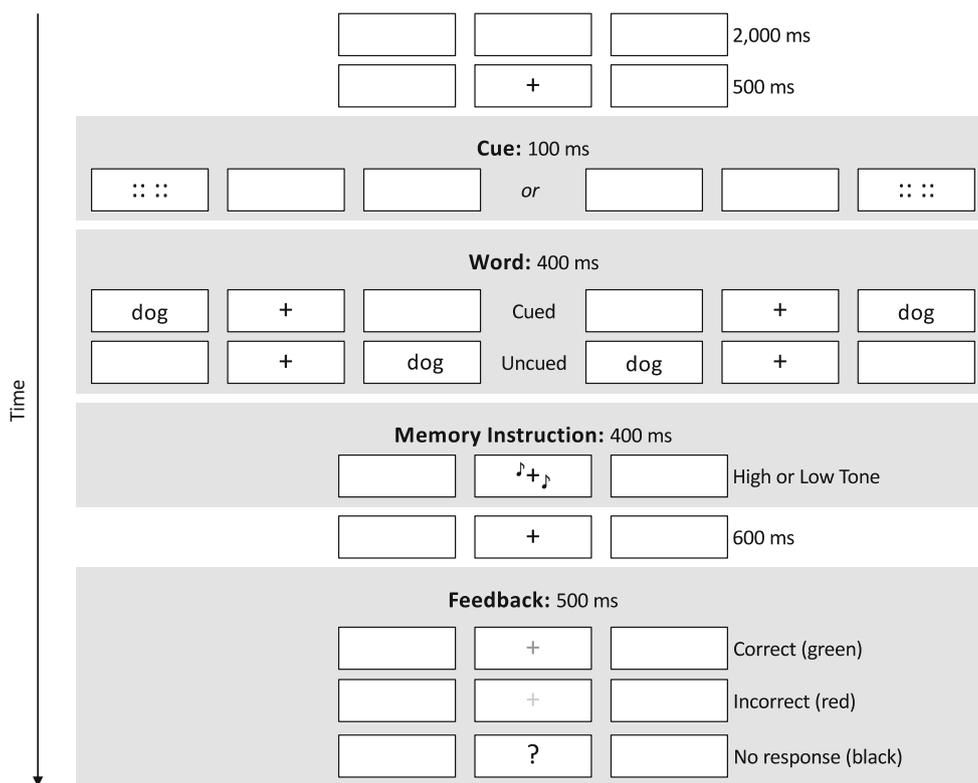 2,000 ms
+ 500 ms
Cue: 100 ms
:: :: or :: ::
Word: 400 ms
dog + Cued + dog
+ dog Uncued dog +
Time
Memory Instruction: 400 ms
♪+♪ High or Low Tone
+ 600 ms
Feedback: 500 ms
+ Correct (green)
+ Incorrect (red)
? No response (black)